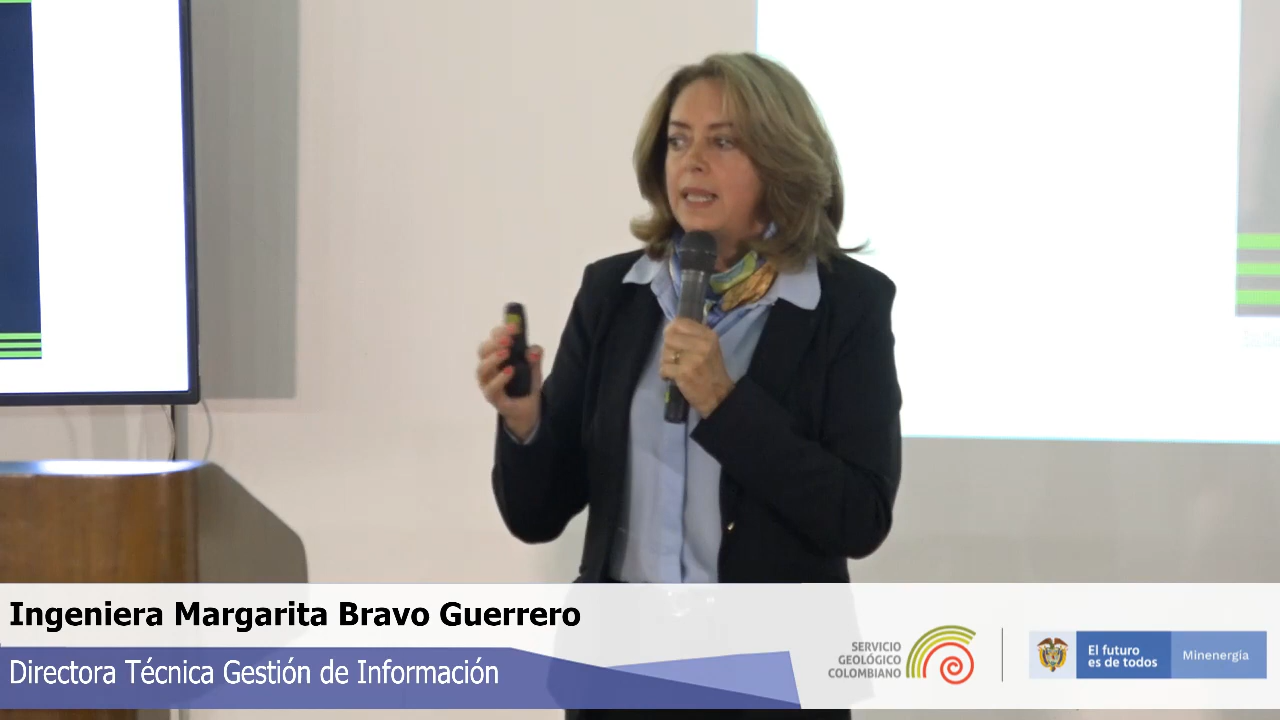 Ingeniera Margarita Bravo Guerrero
Directora Técnica Gestión de Información
SERVICIO
GEOLÓGICO
COLOMBIANO
El futuro
es de todos
Minenergía